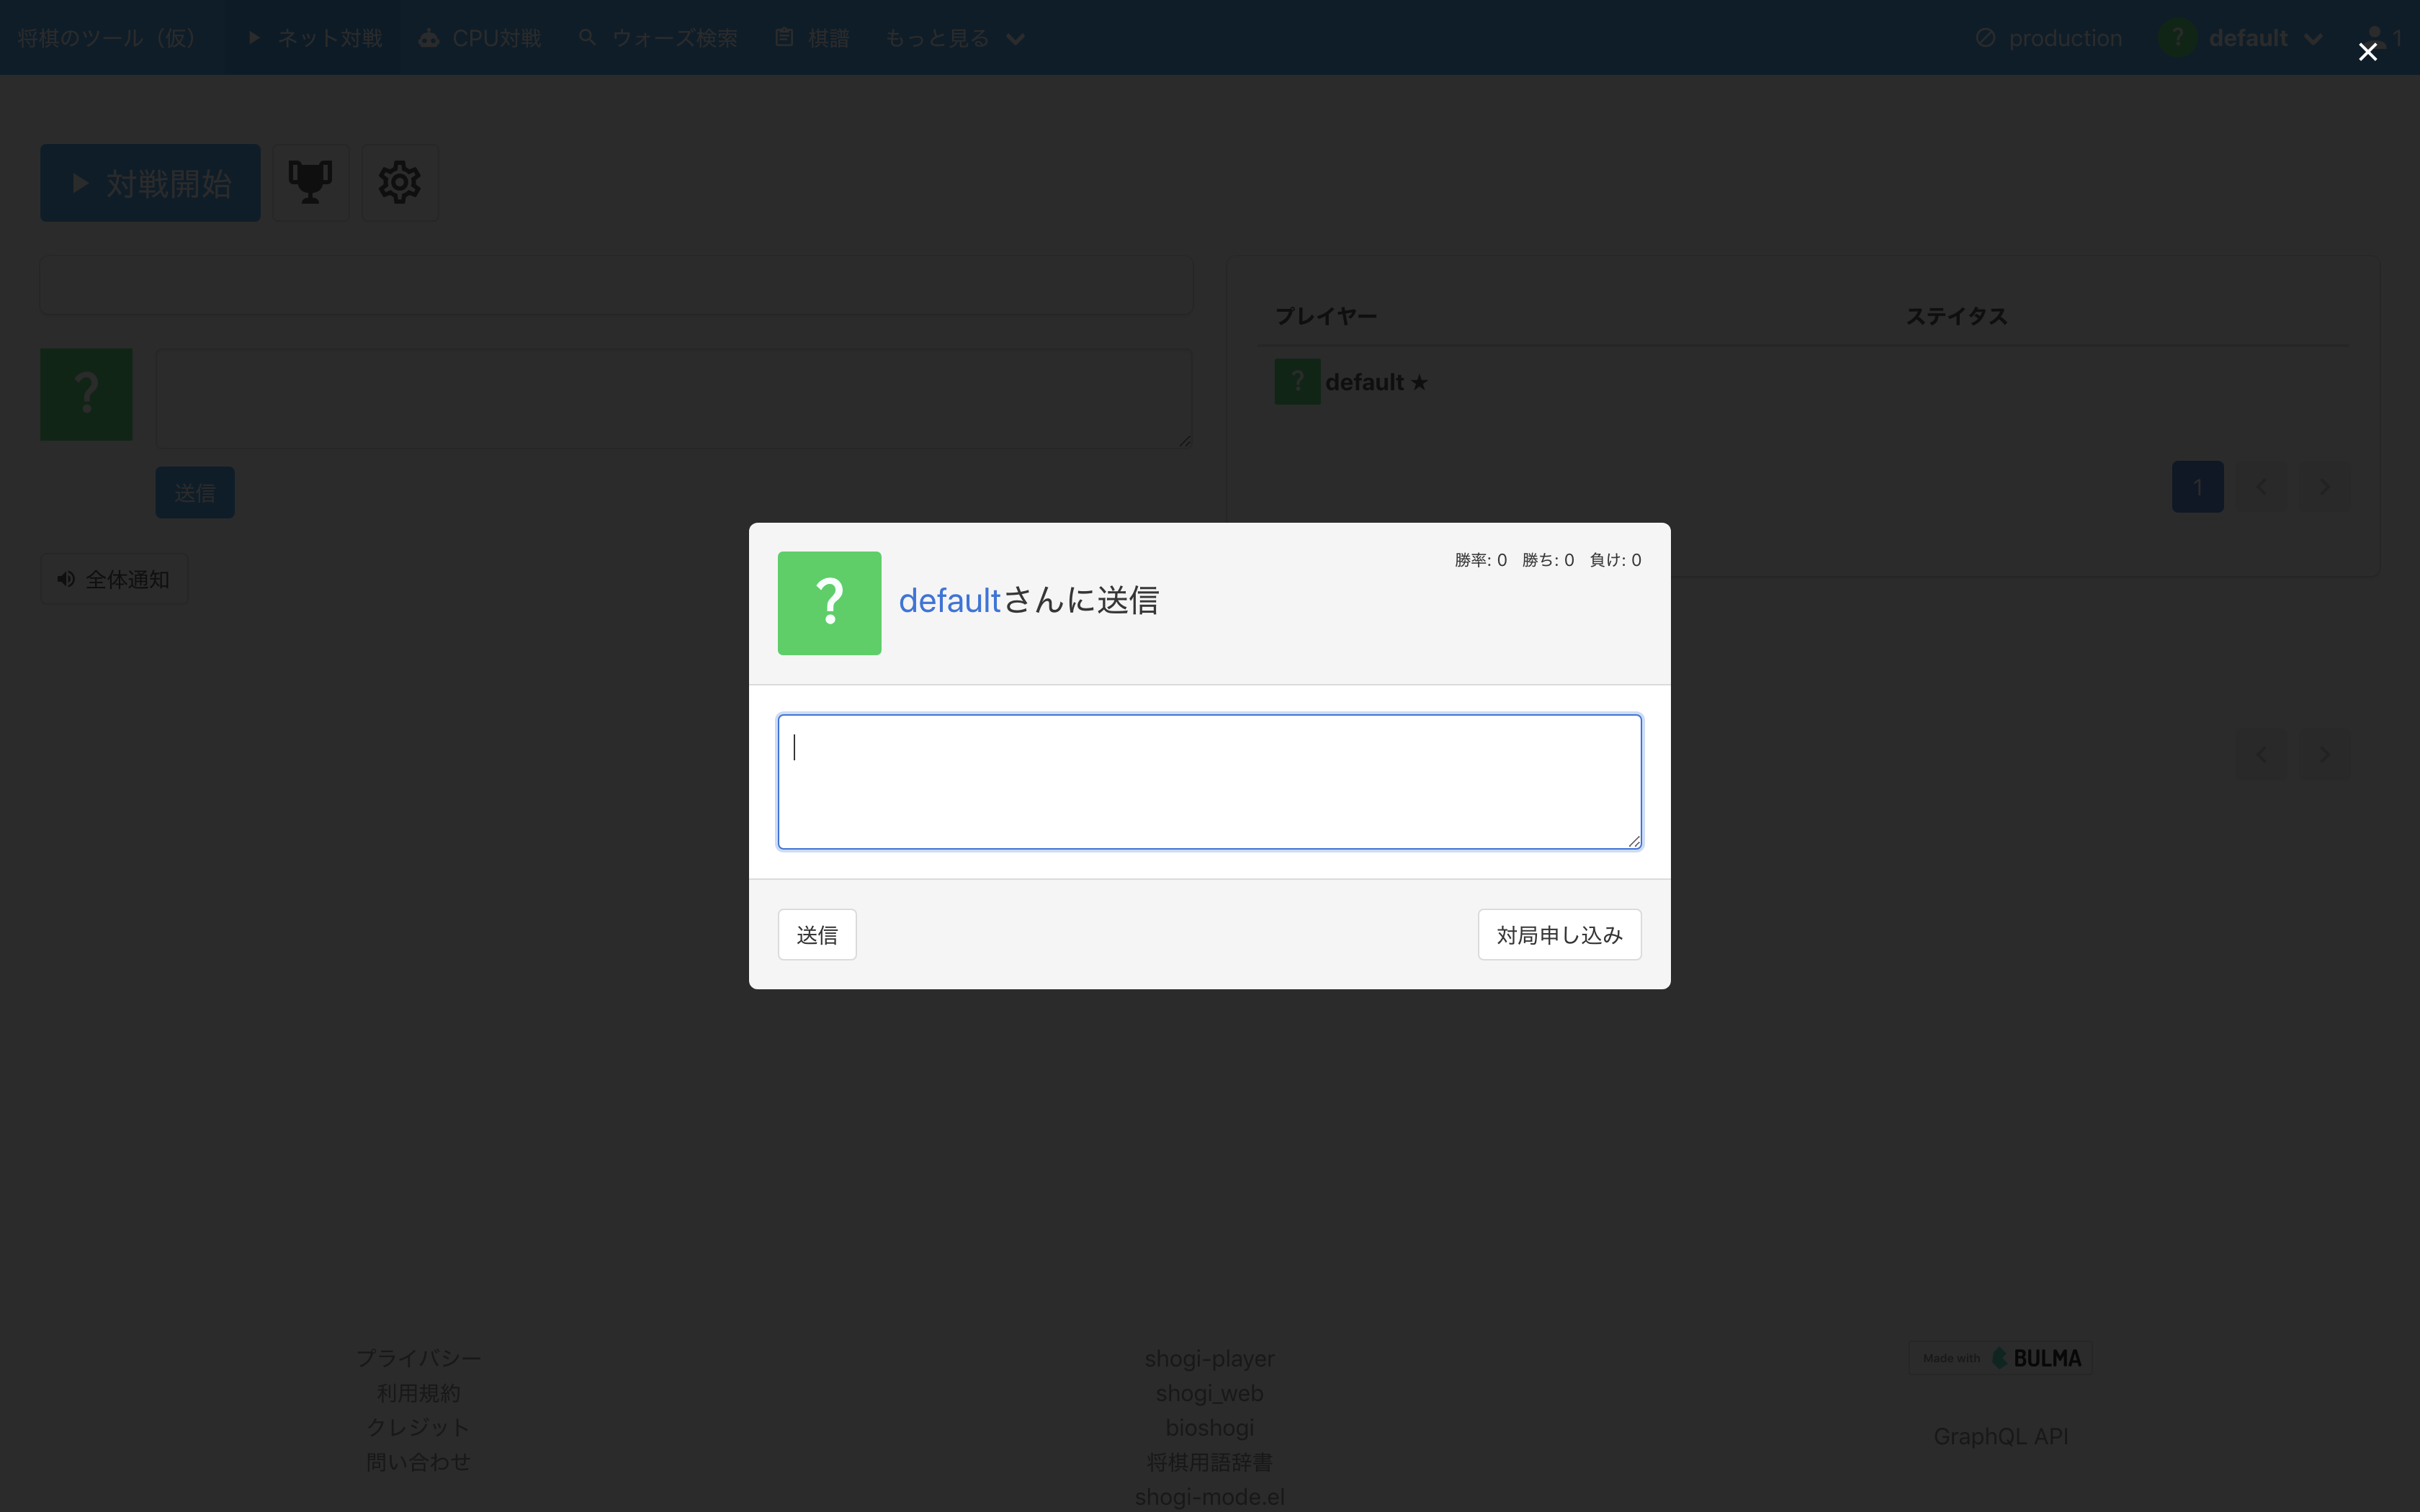 将棋のツール（仮） ネット対戦 CPU対戦 ウォーズ検索 棋譜 もっと見る production ? default 1
対戦開始
プレイヤー ステイタス
? default ★
?
送信
1
全体通知
勝率: 0 勝ち: 0 負け: 0
? defaultさんに送信
送信 対局申し込み
プライバシー
利用規約
クレジット
問い合わせ
shogi-player
shogi_web
bioshogi
将棋用語辞書
shogi-mode.el
Made with BULMA
GraphQL API